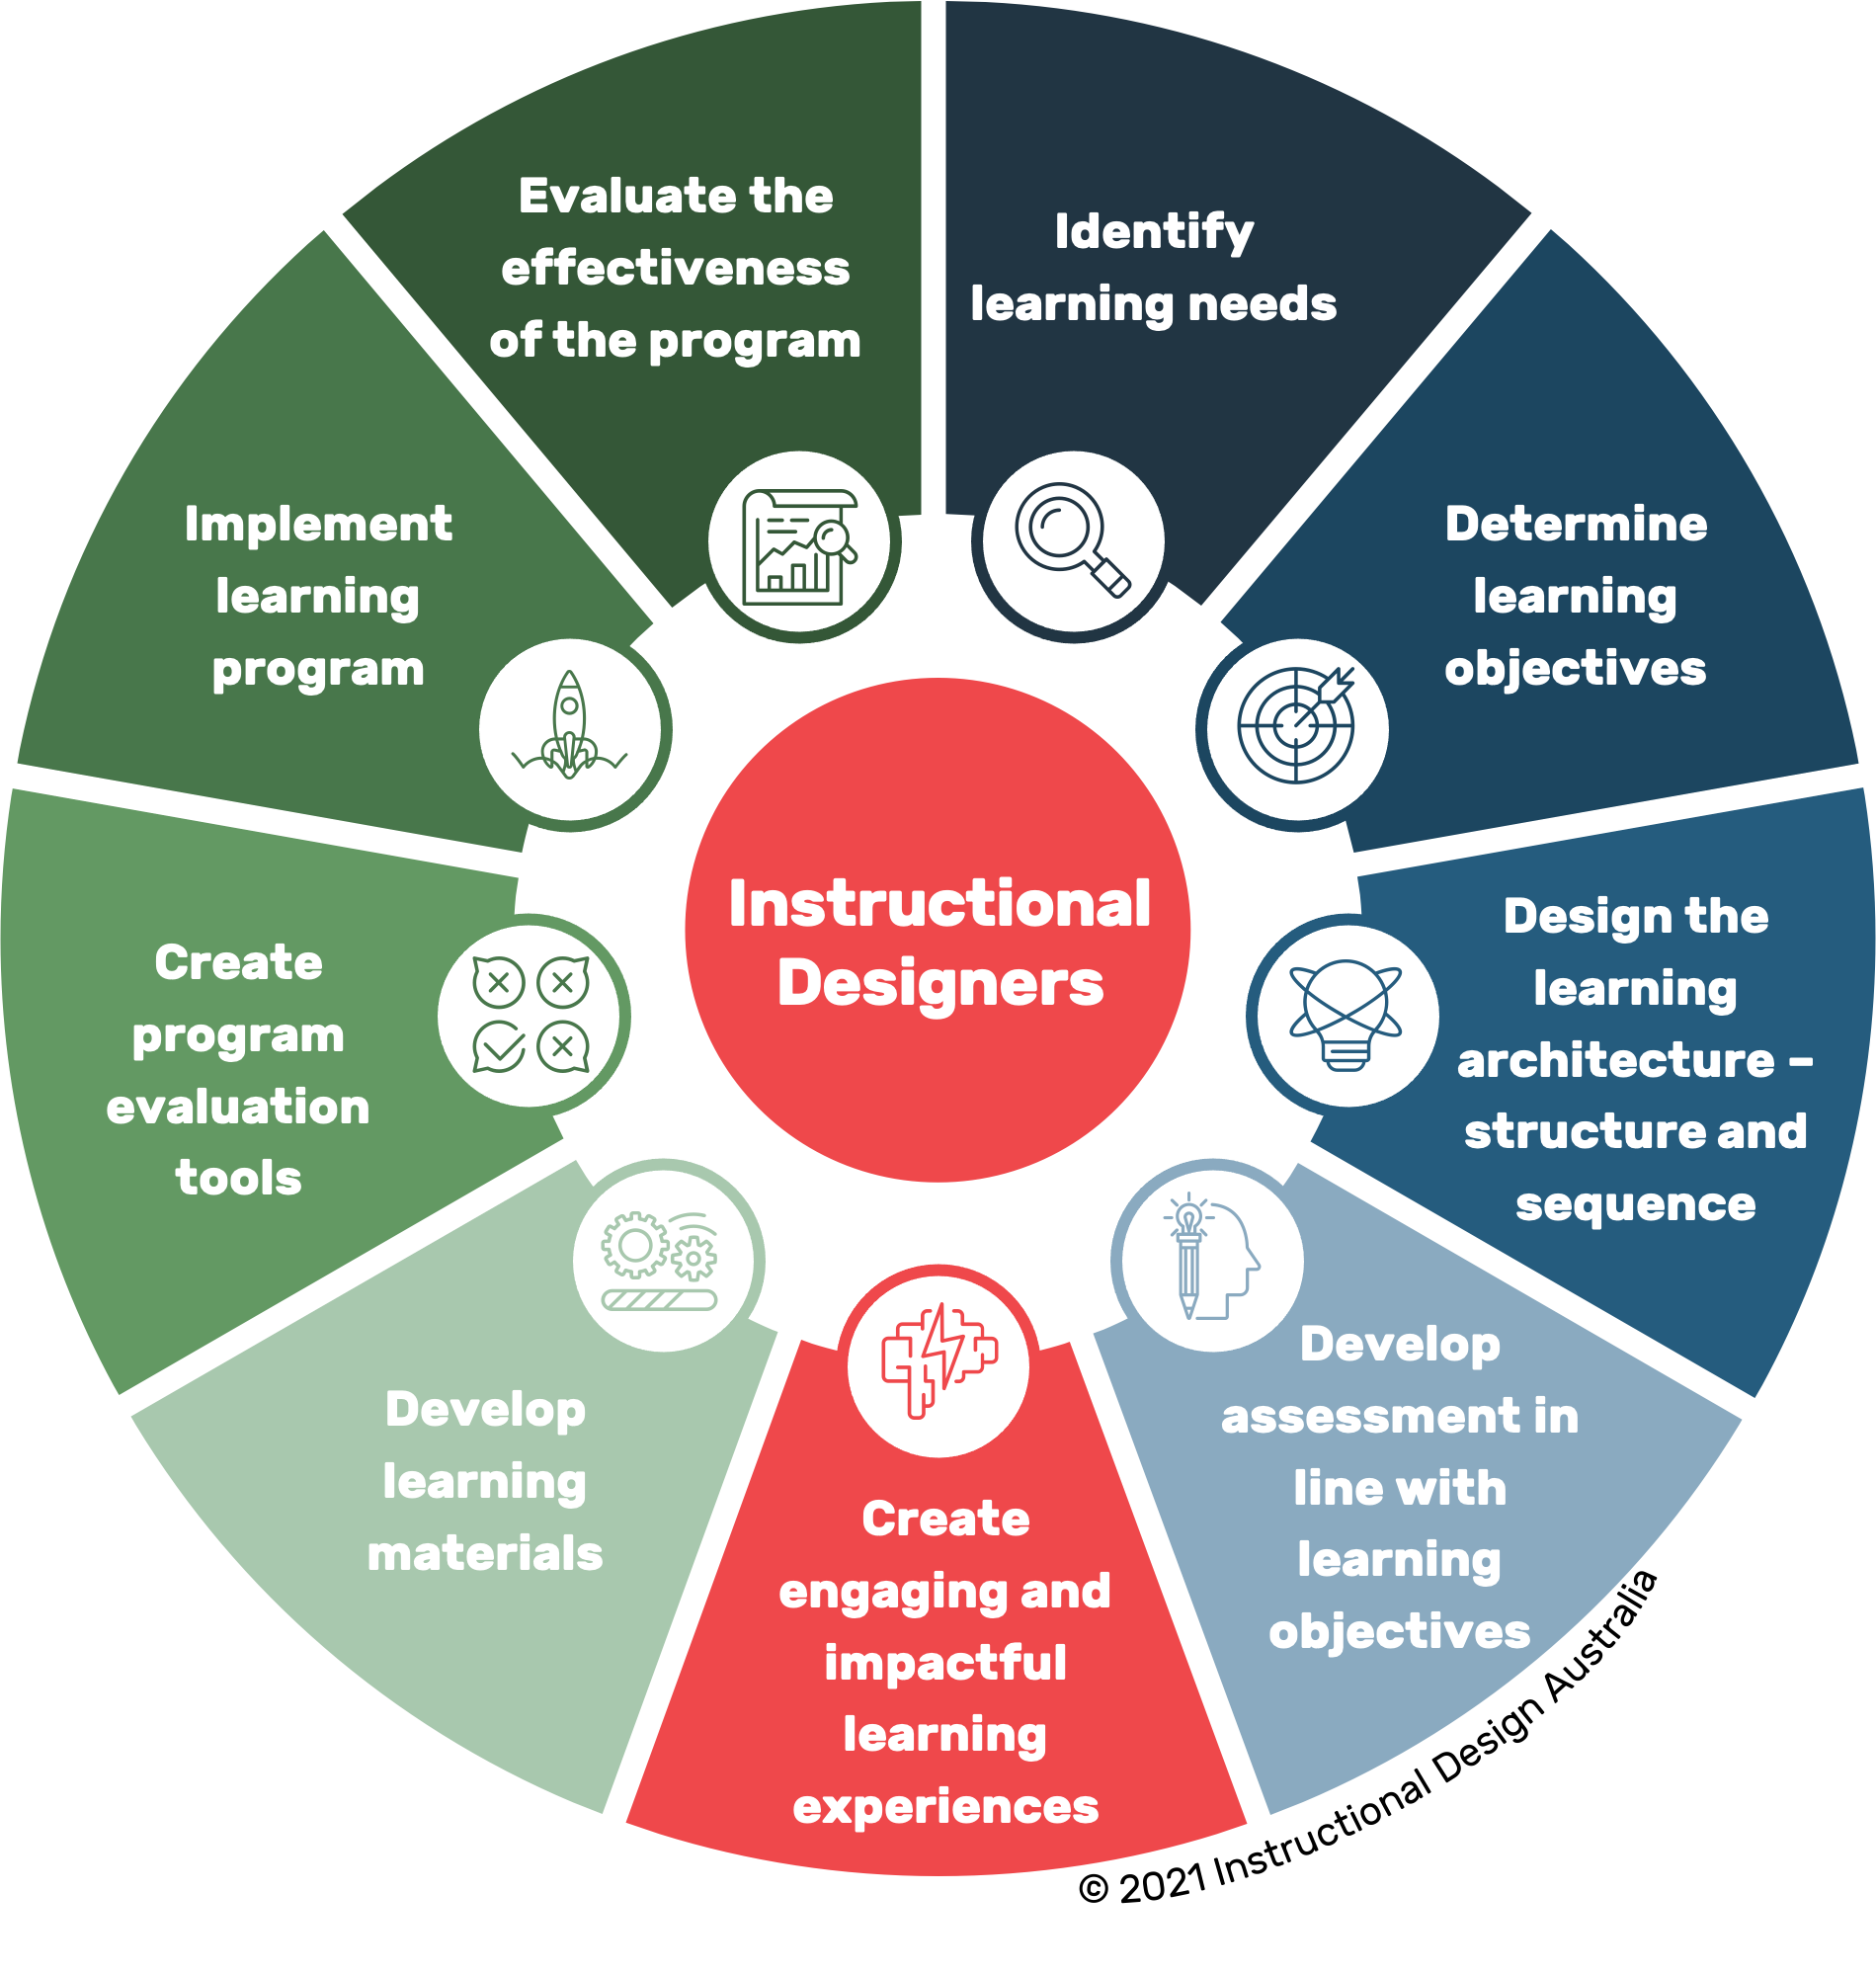 Instructional
Designers
Identify
learning needs
Determine
learning
objectives
Design the
learning
architecture –
structure and
sequence
Develop
assessment in
line with
learning
objectives
Create
engaging and
impactful
learning
experiences
Develop
learning
materials
Create
program
evaluation
tools
Implement
learning
program
Evaluate the
effectiveness
of the program
© 2021 Instructional Design Australia